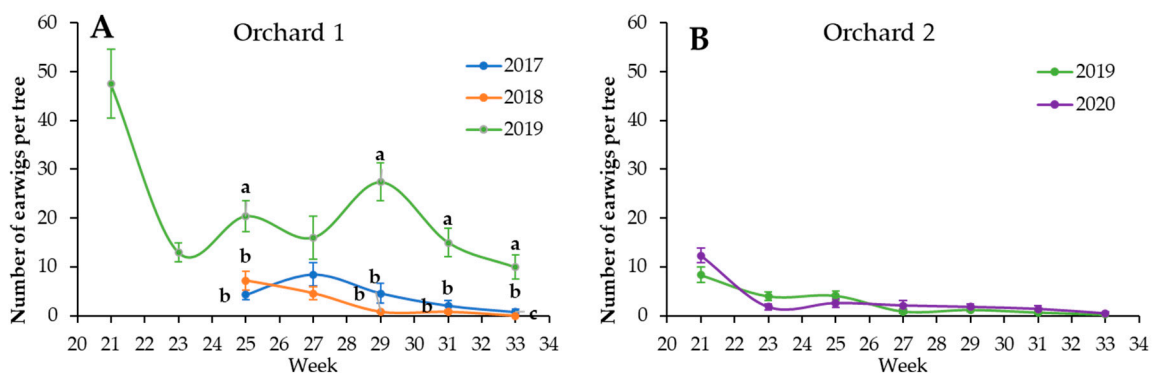 A
Orchard 1
Number of earwigs per tree
60
50
40
30
20
10
0
2017
2018
2019
a
a
a
a
b
b
b
b
b
b
b
b
c
20 21 22 23 24 25 26 27 28 29 30 31 32 33 34
Week
B
Orchard 2
Number of earwigs per tree
60
50
40
30
20
10
0
2019
2020
20 21 22 23 24 25 26 27 28 29 30 31 32 33 34
Week